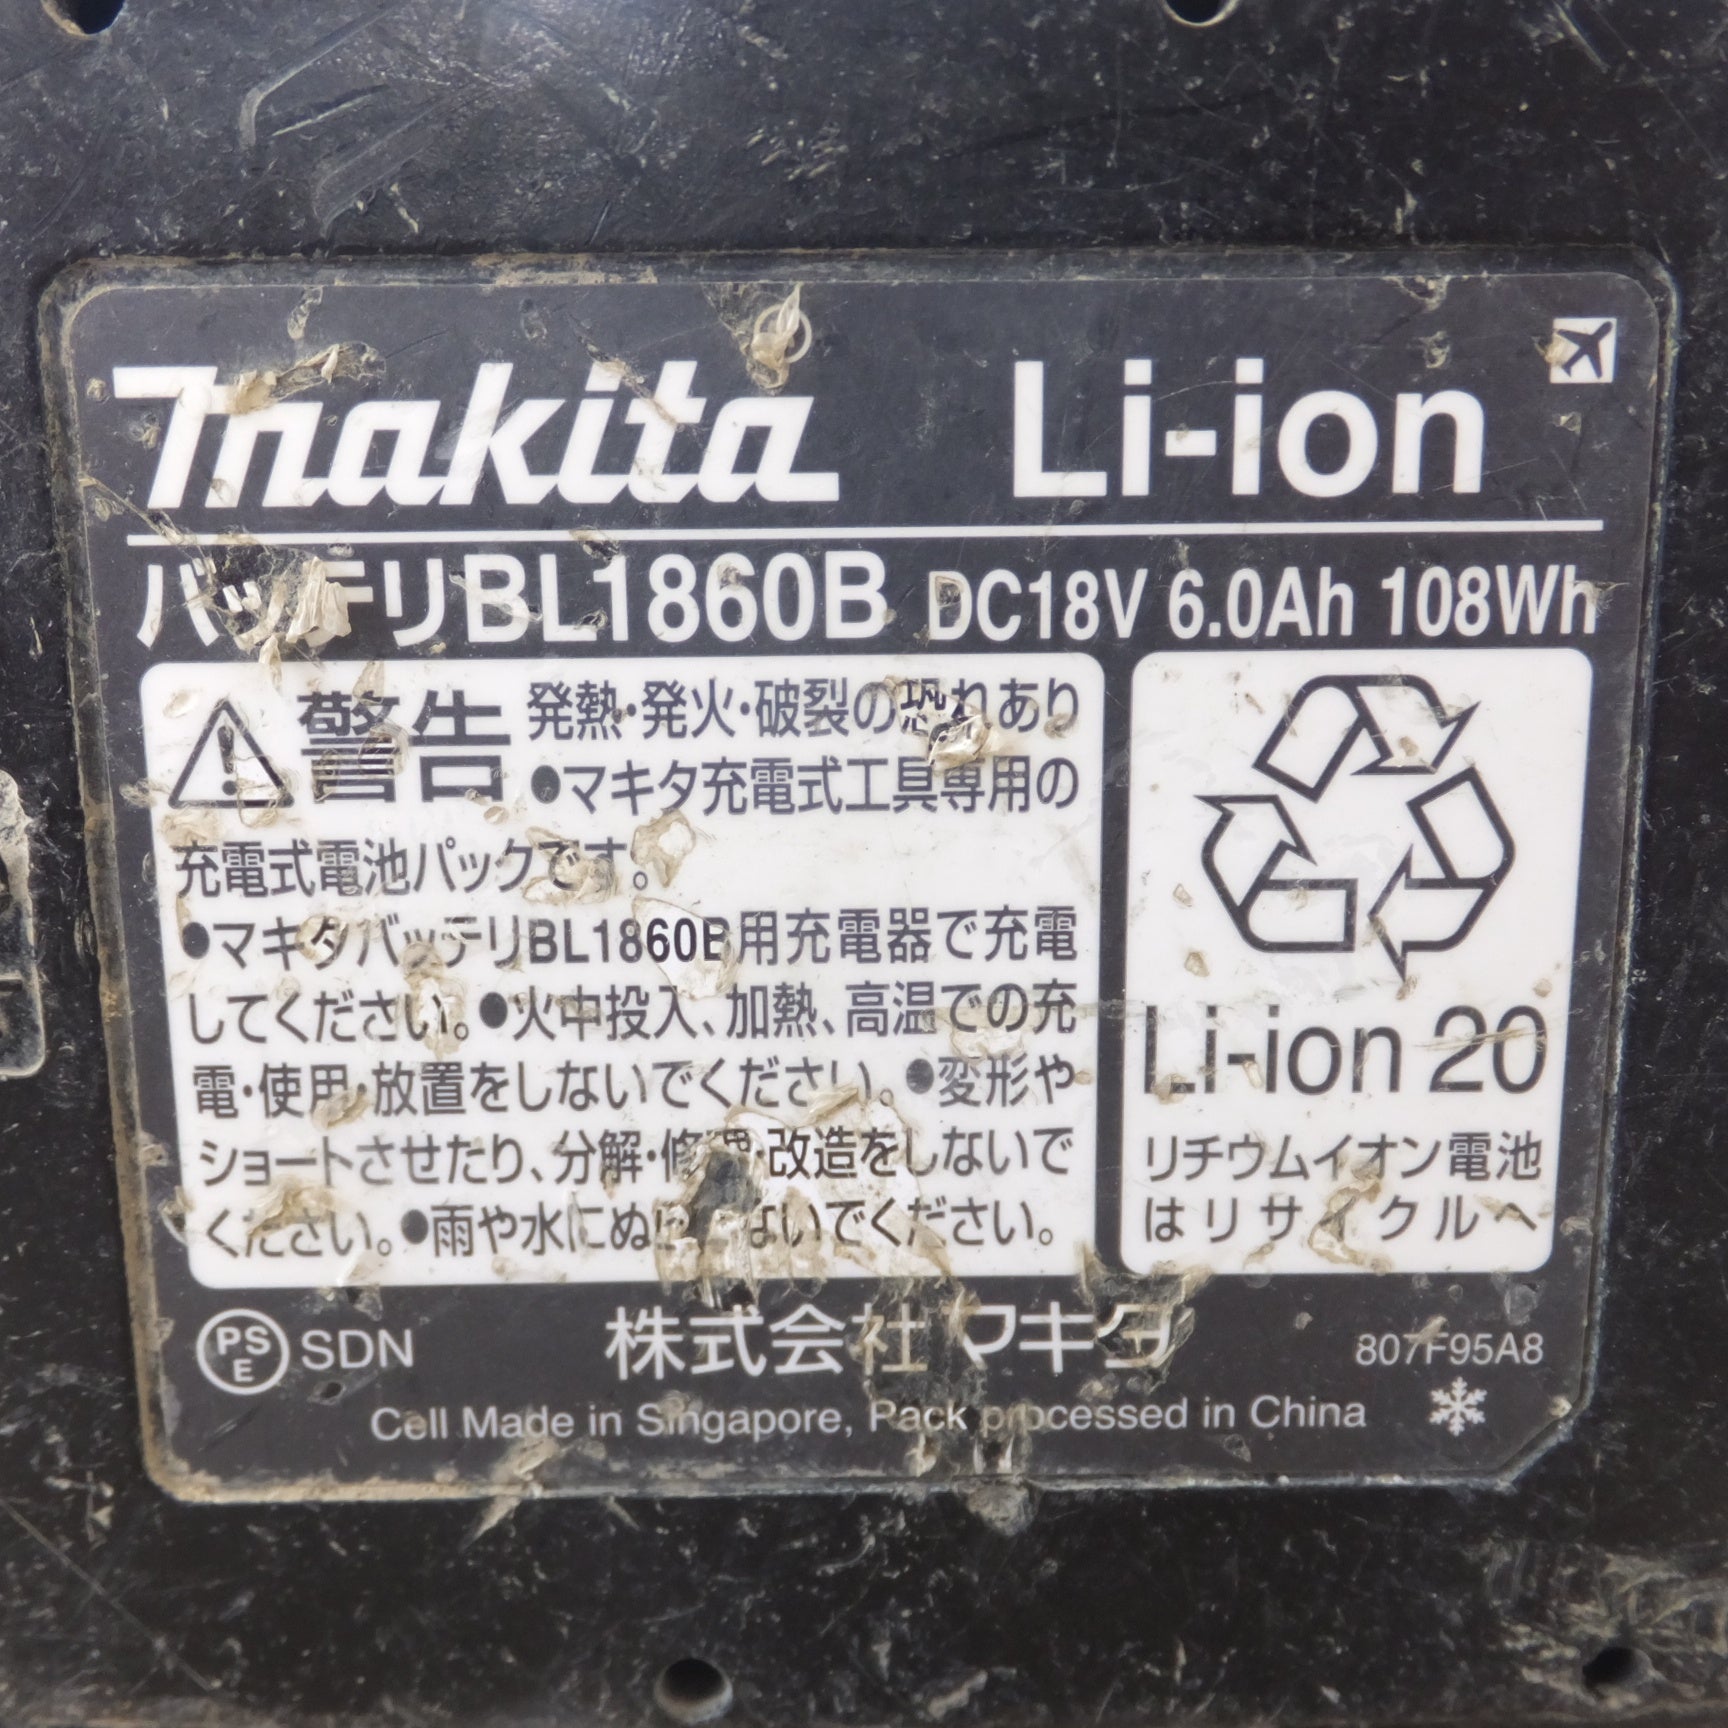 makita Li-ion
バッテリBL1860B DC18V 6.0Ah 108Wh
警告 発熱・発火・破裂の恐れあり
●マキタ充電式工具専用の
充電式電池パックです。
●マキタバッテリBL1860B用充電器で充電
してください。●火中投入、加熱、高温での充
電・使用・放置をしないでください。●変形や
ショートさせたり、分解・修理・改造をしないで
ください。●雨や水にぬらさないでください。
Li-ion 20
リチウムイオン電池
はリサイクルへ
PSE SDN 株式会社マキタ 807F95A8
Cell Made in Singapore, Pack processed in China